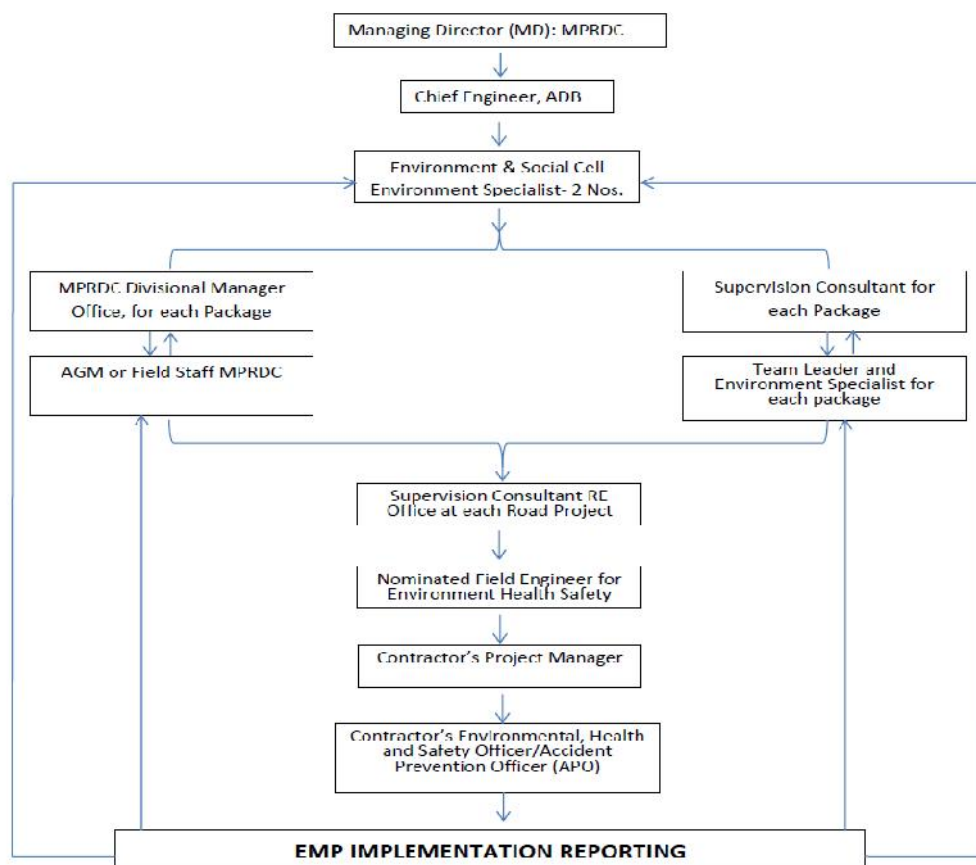 Managing Director (MD): MPRDC
Chief Engineer, ADB
Environment & Social Cell
Environment Specialist- 2 Nos.
MPRDC Divisional Manager
Office, for each Package
Supervision Consultant for
each Package
AGM or Field Staff MPRDC
Team Leader and
Environment Specialist for
each package
Supervision Consultant RE
Office at each Road Project
Nominated Field Engineer for
Environment Health Safety
Contractor's Project Manager
Contractor's Environmental, Health
and Safety Officer/Accident
Prevention Officer (APO)
EMP IMPLEMENTATION REPORTING